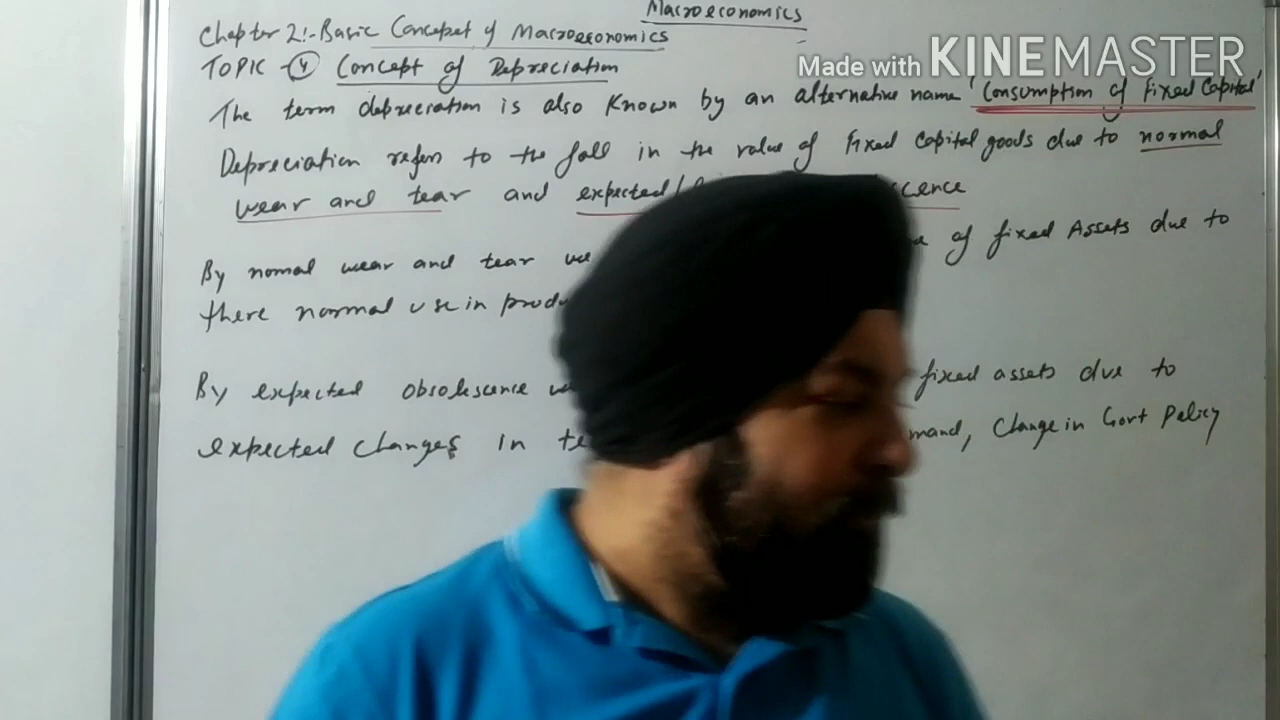 Macroeconomics
Chapter 2:- Basic Concept of Macroeconomics
Made with KINEMASTER
TOPIC - 4 Concept of Depreciation
The term depreciation is also known by an alternative name 'Consumption of Fixed Capital'
Depreciation refers to the fall in the value of Fixed Capital goods due to normal
wear and tear and expected
By normal wear and tear we of fixed Assets due to
there normal use in
By expected obsolescence fixed assets due to
expected changes in Change in Govt Policy